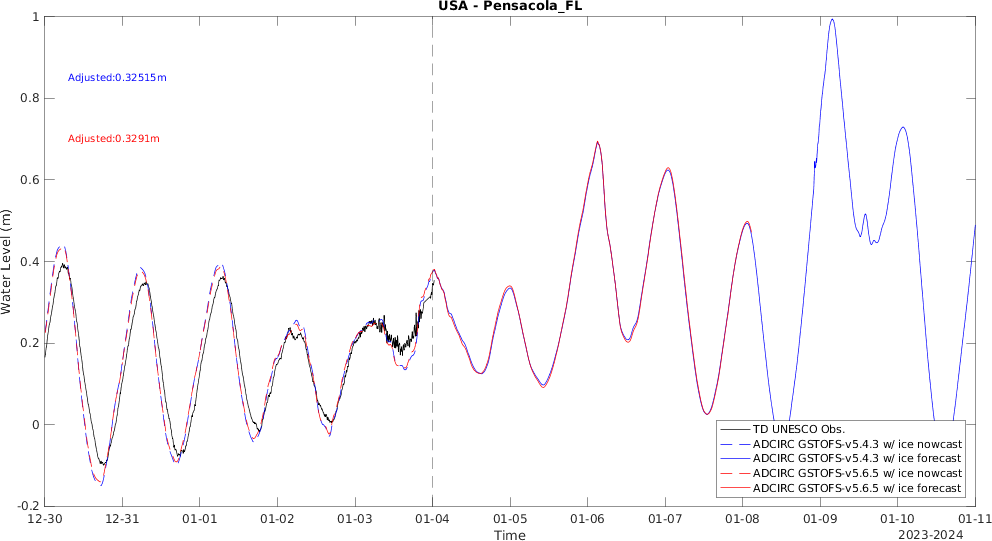 USA - Pensacola_FL
Adjusted:0.32515m
Adjusted:0.3291m
Water Level (m)
1
0.8
0.6
0.4
0.2
0
-0.2
12-30 12-31 01-01 01-02 01-03 01-04 01-05 01-06 01-07 01-08 01-09 01-10 01-11
Time
2023-2024
TD UNESCO Obs.
ADCIRC GSTOFS-v5.4.3 w/ ice nowcast
ADCIRC GSTOFS-v5.4.3 w/ ice forecast
ADCIRC GSTOFS-v5.6.5 w/ ice nowcast
ADCIRC GSTOFS-v5.6.5 w/ ice forecast